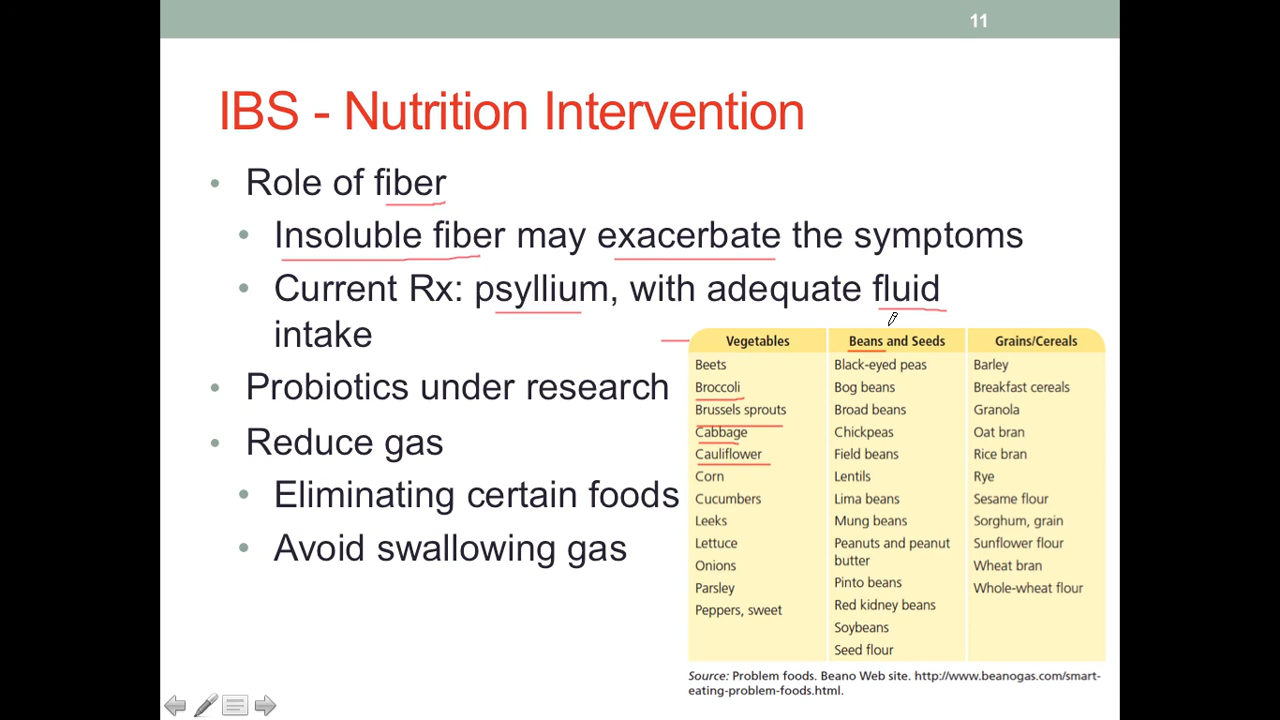 11
IBS - Nutrition Intervention
• Role of fiber
• Insoluble fiber may exacerbate the symptoms
• Current Rx: psyllium, with adequate fluid
intake
• Probiotics under research
• Reduce gas
• Eliminating certain foods
• Avoid swallowing gas
Vegetables
Beets
Broccoli
Brussels sprouts
Cabbage
Cauliflower
Corn
Cucumbers
Leeks
Lettuce
Onions
Parsley
Peppers, sweet
Beans and Seeds
Black-eyed peas
Bog beans
Broad beans
Chickpeas
Field beans
Lentils
Lima beans
Mung beans
Peanuts and peanut
butter
Pinto beans
Red kidney beans
Soybeans
Seed flour
Grains/Cereals
Barley
Breakfast cereals
Granola
Oat bran
Rice bran
Rye
Sesame flour
Sorghum, grain
Sunflower flour
Wheat bran
Whole-wheat flour
Source: Problem foods. Beano Web site. http://www.beanogas.com/smart-
eating-problem-foods.html.